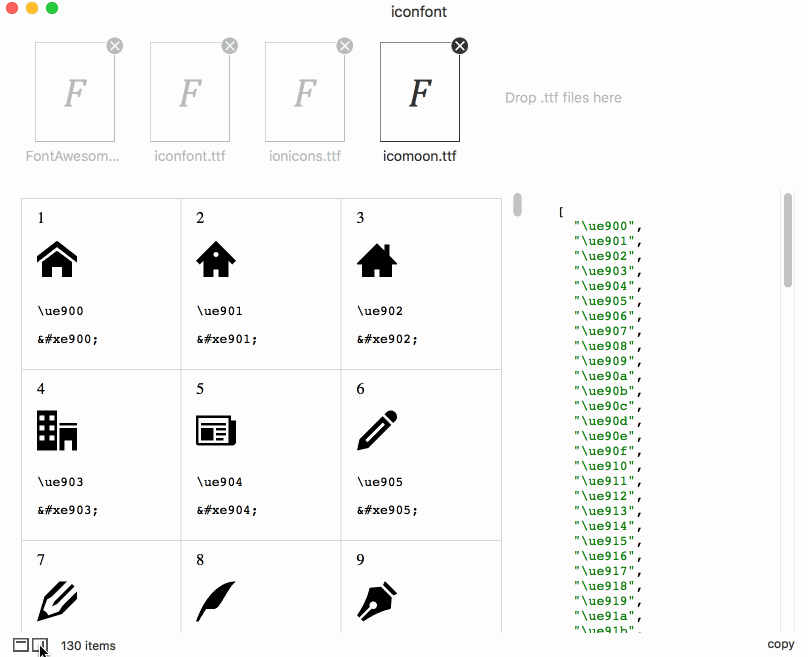 iconfont
F F F F
Drop .ttf files here
FontAwesom... iconfont.ttf ionicons.ttf icomoon.ttf
1 2 3
\ue900 \ue901 \ue902
&#xe900; &#xe901; &#xe902;
4 5 6
\ue903 \ue904 \ue905
&#xe903; &#xe904; &#xe905;
7 8 9
[
"\ue900",
"\ue901",
"\ue902",
"\ue903",
"\ue904",
"\ue905",
"\ue906",
"\ue907",
"\ue908",
"\ue909",
"\ue90a",
"\ue90b",
"\ue90c",
"\ue90d",
"\ue90e",
"\ue90f",
"\ue910",
"\ue911",
"\ue912",
"\ue913",
"\ue914",
"\ue915",
"\ue916",
"\ue917",
"\ue918",
"\ue919",
"\ue91a",
"\ue91b",
130 items
copy